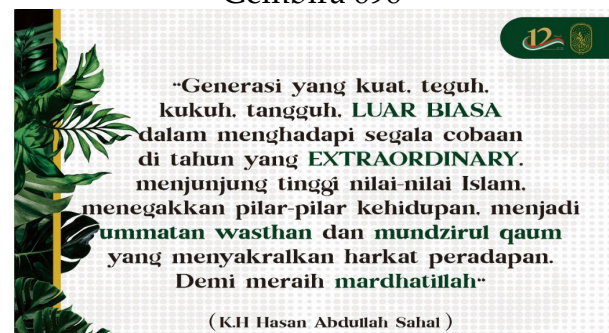 "Generasi yang kuat, teguh,
kukuh, tangguh, LUAR BIASA
dalam menghadapi segala cobaan
di tahun yang EXTRAORDINARY,
menjunjung tinggi nilai-nilai Islam,
menegakkan pilar-pilar kehidupan, menjadi
ummatan wasthan dan mundzirul qaum
yang menyakralkan harkat peradapan.
Demi meraih mardhatillah"
(K.H Hasan Abdullah Sahal)